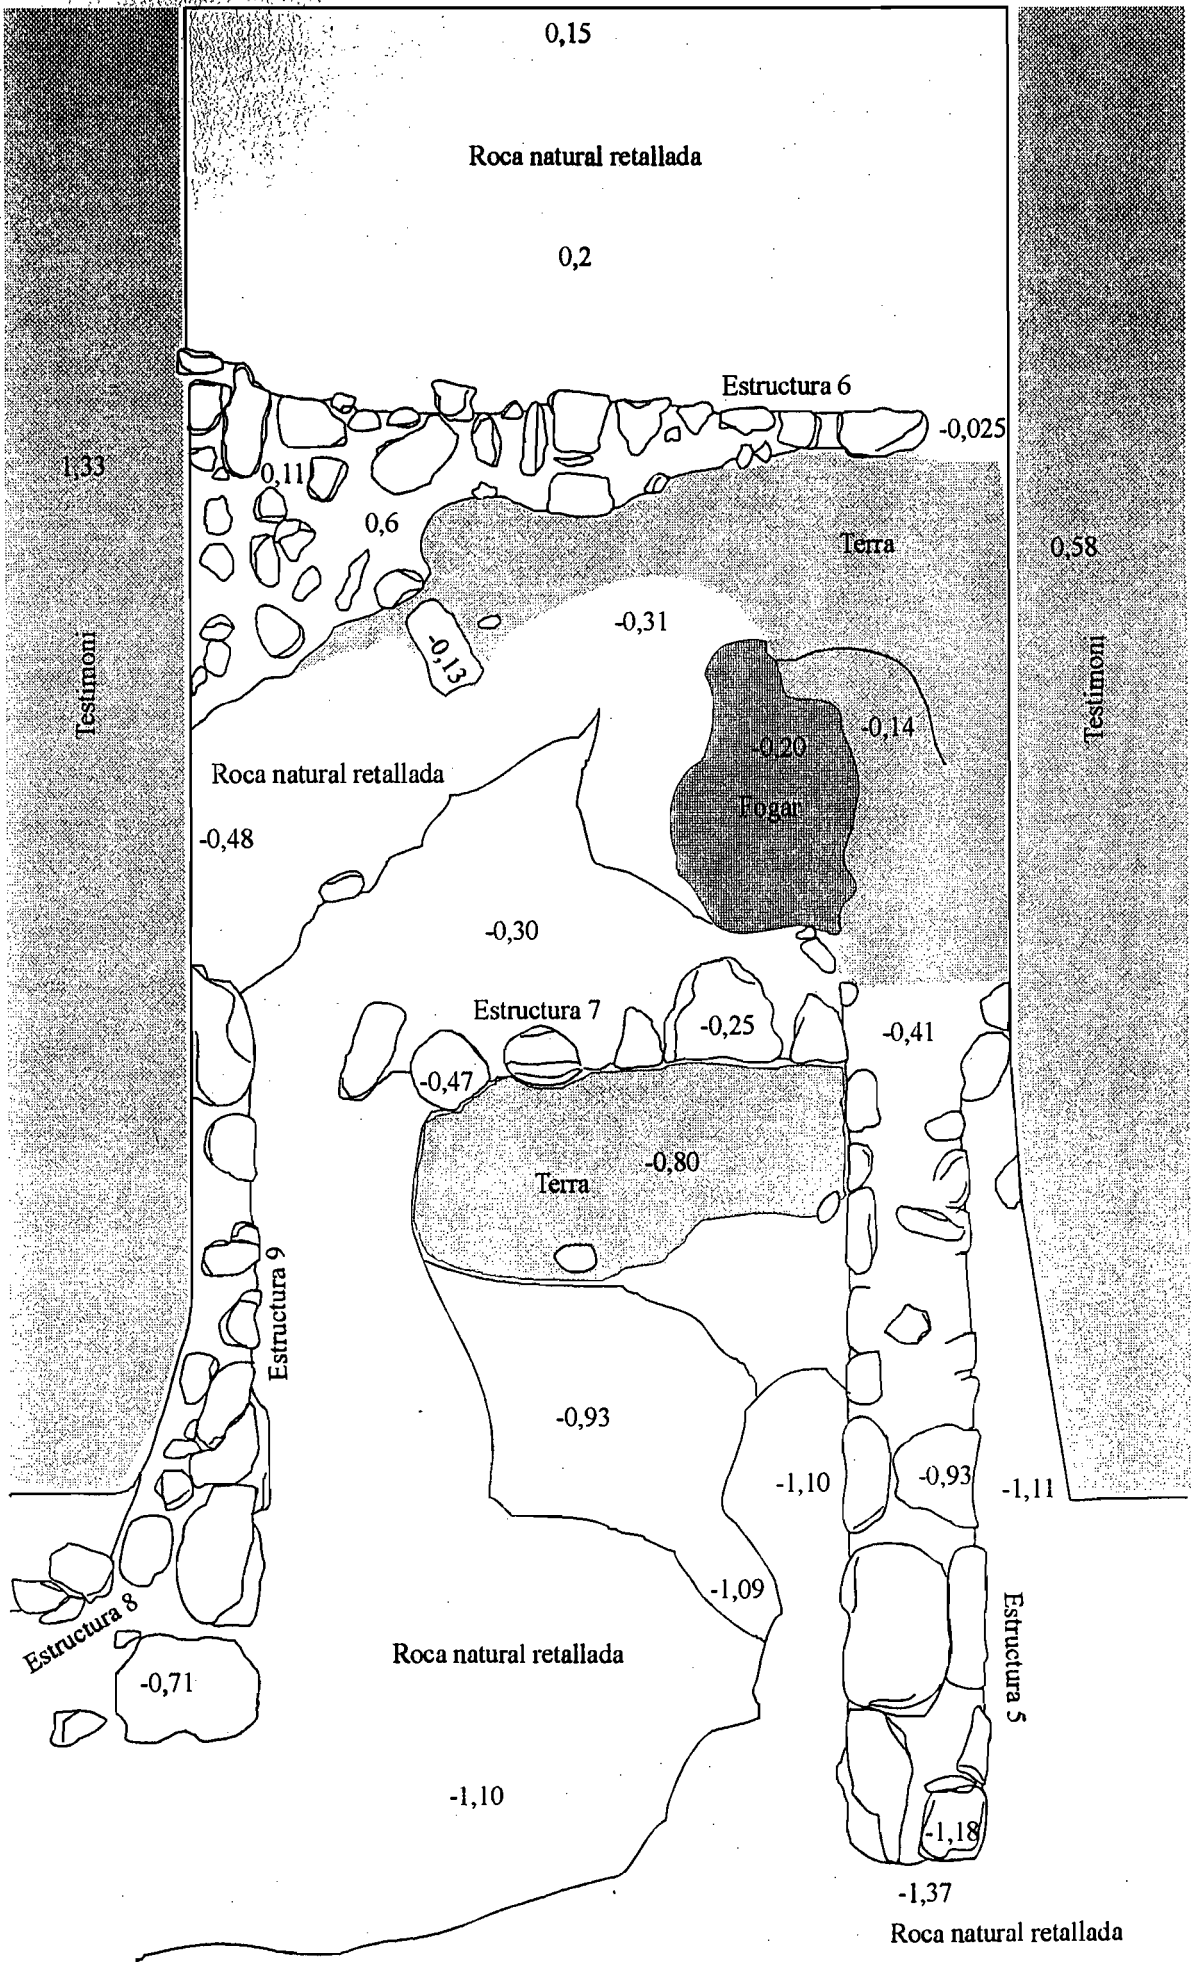 0,15
Roca natural retallada
0,2
Estructura 6
-0,025
1,33
0,11
0,6
Terra
0,58
-0,31
-0,13
Testimoni
Testimoni
-0,14
-0,20
Roca natural retallada
Fogar
-0,48
-0,30
Estructura 7
-0,25
-0,41
-0,47
-0,80
Terra
Estructura 9
-0,93
-1,10
-0,93
-1,11
-1,09
Estructura 8
Estructura 5
Roca natural retallada
-0,71
-1,10
-1,18
-1,37
Roca natural retallada